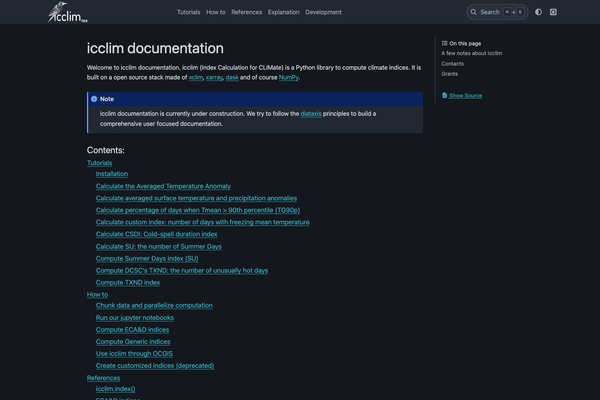 icclim
Tutorials How to References Explanation Development
Search ⌘ + K
icclim documentation
Welcome to icclim documentation. icclim (Index Calculation for CLIMate) is a Python library to compute climate indices. It is
built on a open source stack made of xclim, xarray, dask and of course NumPy.
On this page
A few notes about icclim
Contacts
Grants
Show Source
Note
icclim documentation is currently under construction. We try to follow the diataxis principles to build a
comprehensive user focused documentation.
Contents:
Tutorials
Installation
Calculate the Averaged Temperature Anomaly
Calculate averaged surface temperature and precipitation anomalies
Calculate percentage of days when Tmean > 90th percentile (TG90p)
Calculate custom index: number of days with freezing mean temperature
Calculate CSDI: Cold-spell duration index
Calculate SU: the number of Summer Days
Compute Summer Days index (SU)
Compute DCSC's TXND: the number of unusually hot days
Compute TXND index
How to
Chunk data and parallelize computation
Run our jupyter notebooks
Compute ECA&D indices
Compute Generic indices
Use icclim through OCGIS
Create customized indices (deprecated)
References
icclim.index()
ECA&D indices